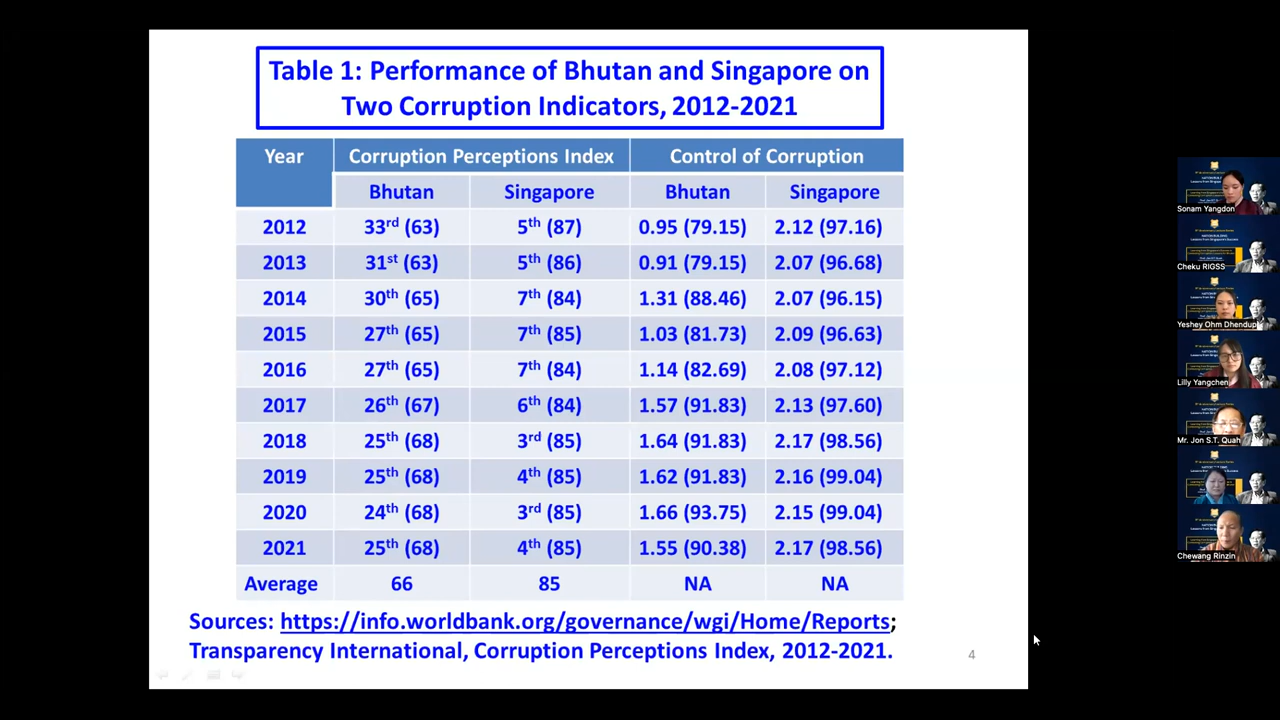 Table 1: Performance of Bhutan and Singapore on
Two Corruption Indicators, 2012-2021
Year Corruption Perceptions Index Control of Corruption
Bhutan Singapore Bhutan Singapore
2012 33rd (63) 5th (87) 0.95 (79.15) 2.12 (97.16)
2013 31st (63) 5th (86) 0.91 (79.15) 2.07 (96.68)
2014 30th (65) 7th (84) 1.31 (88.46) 2.07 (96.15)
2015 27th (65) 7th (85) 1.03 (81.73) 2.09 (96.63)
2016 27th (65) 7th (84) 1.14 (82.69) 2.08 (97.12)
2017 26th (67) 6th (84) 1.57 (91.83) 2.13 (97.60)
2018 25th (68) 3rd (85) 1.64 (91.83) 2.17 (98.56)
2019 25th (68) 4th (85) 1.62 (91.83) 2.16 (99.04)
2020 24th (68) 3rd (85) 1.66 (93.75) 2.15 (99.04)
2021 25th (68) 4th (85) 1.55 (90.38) 2.17 (98.56)
Average 66 85 NA NA
Sources: https://info.worldbank.org/governance/wgi/Home/Reports;
Transparency International, Corruption Perceptions Index, 2012-2021.
4
Sonam Yangdon
Cheku RIGSS
Yeshey Ohm Dhendup
Lilly Yangchen
Mr. Jon S.T. Quah
Chewang Rinzin